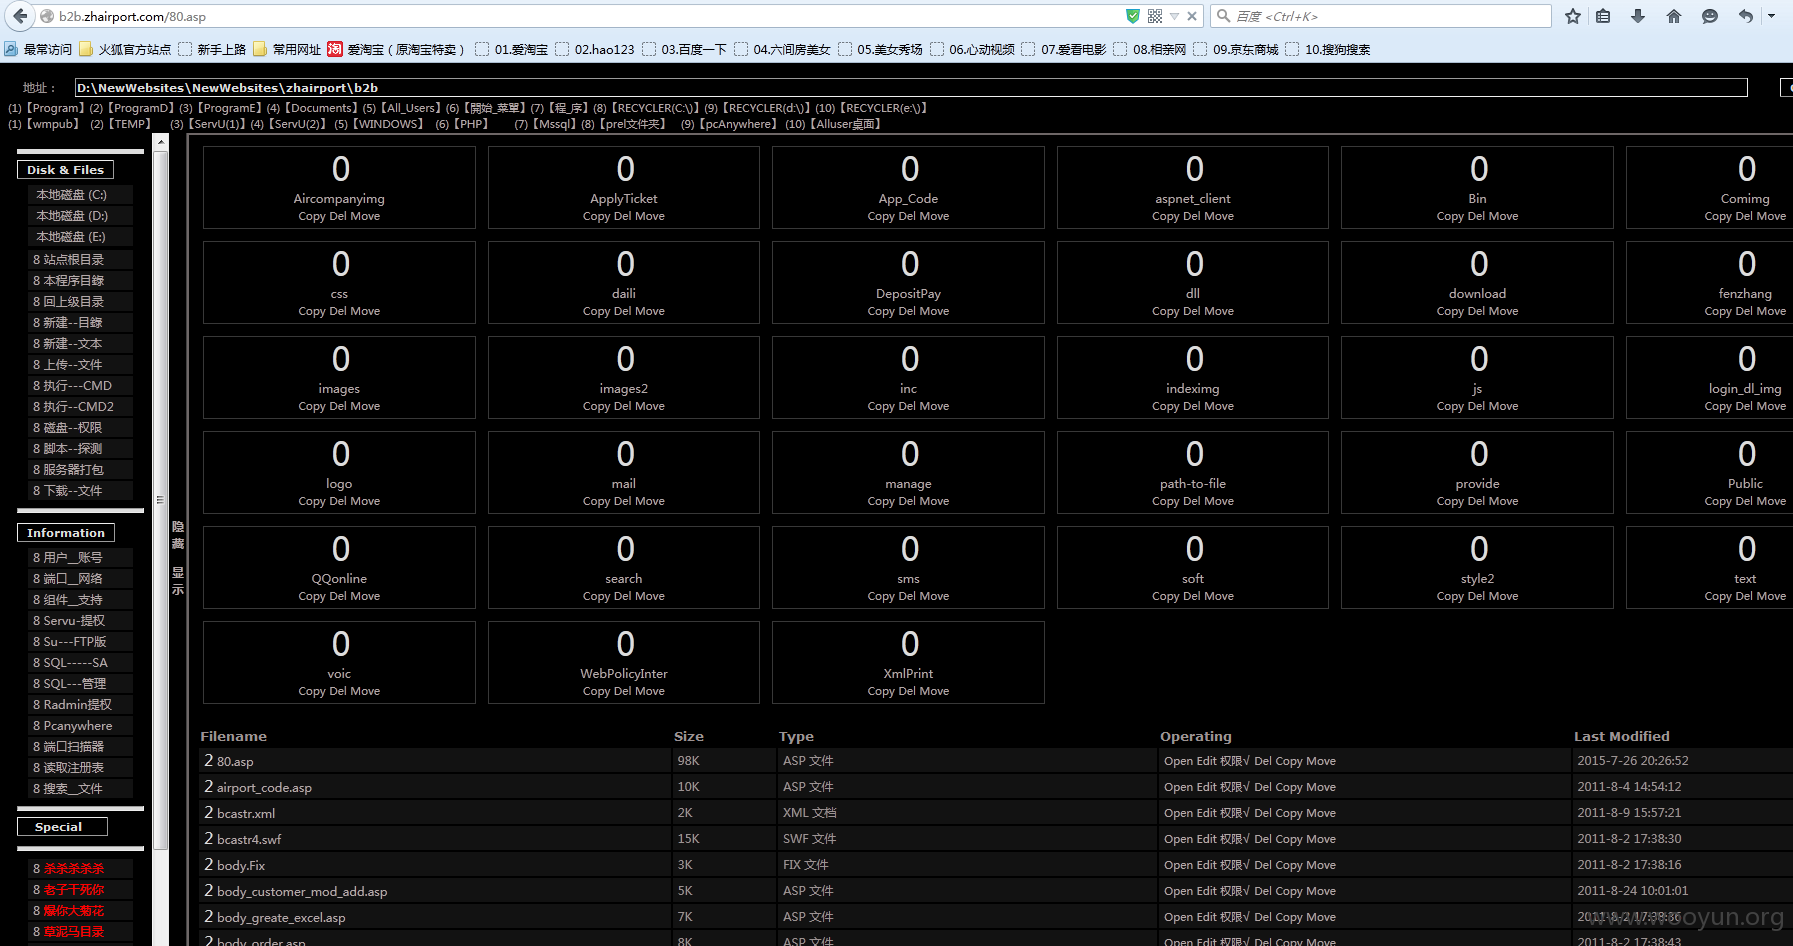 b2b.zhairport.com/80.asp
百度 <Ctrl+K>
最常访问 火狐官方站点 新手上路 常用网址 淘 爱淘宝（原淘宝特卖） 01.爱淘宝 02.hao123 03.百度一下 04.六间房美女 05.美女秀场 06.心动视频 07.爱看电影 08.相亲网 09.京东商城 10.搜狗搜索
地址： D:\NewWebsites\NewWebsites\zhairport\b2b
(1)【Program】(2)【ProgramD】(3)【ProgramE】(4)【Documents】(5)【All_Users】(6)【開始_菜單】(7)【程_序】(8)【RECYCLER(C:\)】(9)【RECYCLER(d:\)】(10)【RECYCLER(e:\)】
(1)【wmpub】 (2)【TEMP】 (3)【ServU(1)】(4)【ServU(2)】 (5)【WINDOWS】 (6)【PHP】 (7)【Mssql】(8)【prel文件夹】 (9)【pcAnywhere】 (10)【Alluser桌面】
Disk & Files
本地磁盘 (C:)
本地磁盘 (D:)
本地磁盘 (E:)
8 站点根目录
8 本程序目錄
8 回上级目录
8 新建--目錄
8 新建--文本
8 上传--文件
8 执行---CMD
8 执行--CMD2
8 磁盘--权限
8 脚本--探测
8 服务器打包
8 下载--文件
Information
8 用户__账号
8 端口__网络
8 组件__支持
8 Servu-提权
8 Su---FTP版
8 SQL-----SA
8 SQL---管理
8 Radmin提权
8 Pcanywhere
8 端口扫描器
8 读取注册表
8 搜索__文件
Special
8 杀杀杀杀杀
8 老子干死你
8 爆你大菊花
8 草泥马目录
隐藏
显示
0 0 0 0 0 0
Aircompanyimg ApplyTicket App_Code aspnet_client Bin Comimg
Copy Del Move Copy Del Move Copy Del Move Copy Del Move Copy Del Move Copy Del Move
0 0 0 0 0 0
css daili DepositPay dll download fenzhang
Copy Del Move Copy Del Move Copy Del Move Copy Del Move Copy Del Move Copy Del Move
0 0 0 0 0 0
images images2 inc indeximg js login_dl_img
Copy Del Move Copy Del Move Copy Del Move Copy Del Move Copy Del Move Copy Del Move
0 0 0 0 0 0
logo mail manage path-to-file provide Public
Copy Del Move Copy Del Move Copy Del Move Copy Del Move Copy Del Move Copy Del Move
0 0 0 0 0 0
QQonline search sms soft style2 text
Copy Del Move Copy Del Move Copy Del Move Copy Del Move Copy Del Move Copy Del Move
0 0 0
voic WebPolicyInter XmlPrint
Copy Del Move Copy Del Move Copy Del Move
Filename Size Type Operating Last Modified
2 80.asp 98K ASP 文件 Open Edit 权限√ Del Copy Move 2015-7-26 20:26:52
2 airport_code.asp 10K ASP 文件 Open Edit 权限√ Del Copy Move 2011-8-4 14:54:12
2 bcastr.xml 2K XML 文档 Open Edit 权限√ Del Copy Move 2011-8-9 15:57:21
2 bcastr4.swf 15K SWF 文件 Open Edit 权限√ Del Copy Move 2011-8-2 17:38:30
2 body.Fix 3K FIX 文件 Open Edit 权限√ Del Copy Move 2011-8-2 17:38:16
2 body_customer_mod_add.asp 5K ASP 文件 Open Edit 权限√ Del Copy Move 2011-8-24 10:01:01
2 body_greate_excel.asp 7K ASP 文件 Open Edit 权限√ Del Copy Move 2011-8-2 17:38:36
2 body_order.asp 8K ASP 文件 Open Edit 权限√ Del Copy Move 2011-8-2 17:38:43
www.wooyun.org